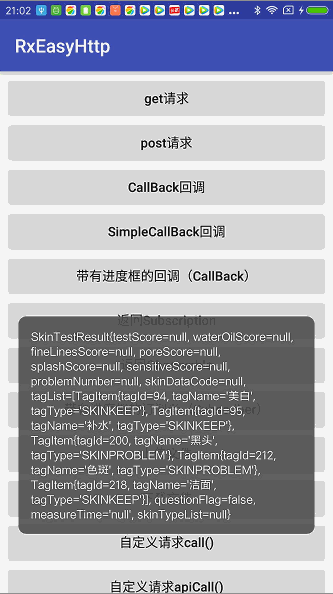 21:02
RxEasyHttp
get请求
post请求
CallBack回调
SimpleCallBack回调
带有进度框的回调（CallBack）
返回Subscription
SkinTestResult{testScore=null, waterOilScore=null,
fineLinesScore=null, poreScore=null,
splashScore=null, sensitiveScore=null,
problemNumber=null, skinDataCode=null,
tagList=[TagItem{tagId=94, tagName='美白',
tagType='SKINKEEP'}, TagItem{tagId=95,
tagName='补水', tagType='SKINKEEP'},
TagItem{tagId=200, tagName='黑头',
tagType='SKINPROBLEM'}, TagItem{tagId=212,
tagName='色斑', tagType='SKINPROBLEM'},
TagItem{tagId=218, tagName='洁面',
tagType='SKINKEEP'}], questionFlag=false,
measureTime='null', skinTypeList=null}
自定义请求call()
自定义请求apiCall()